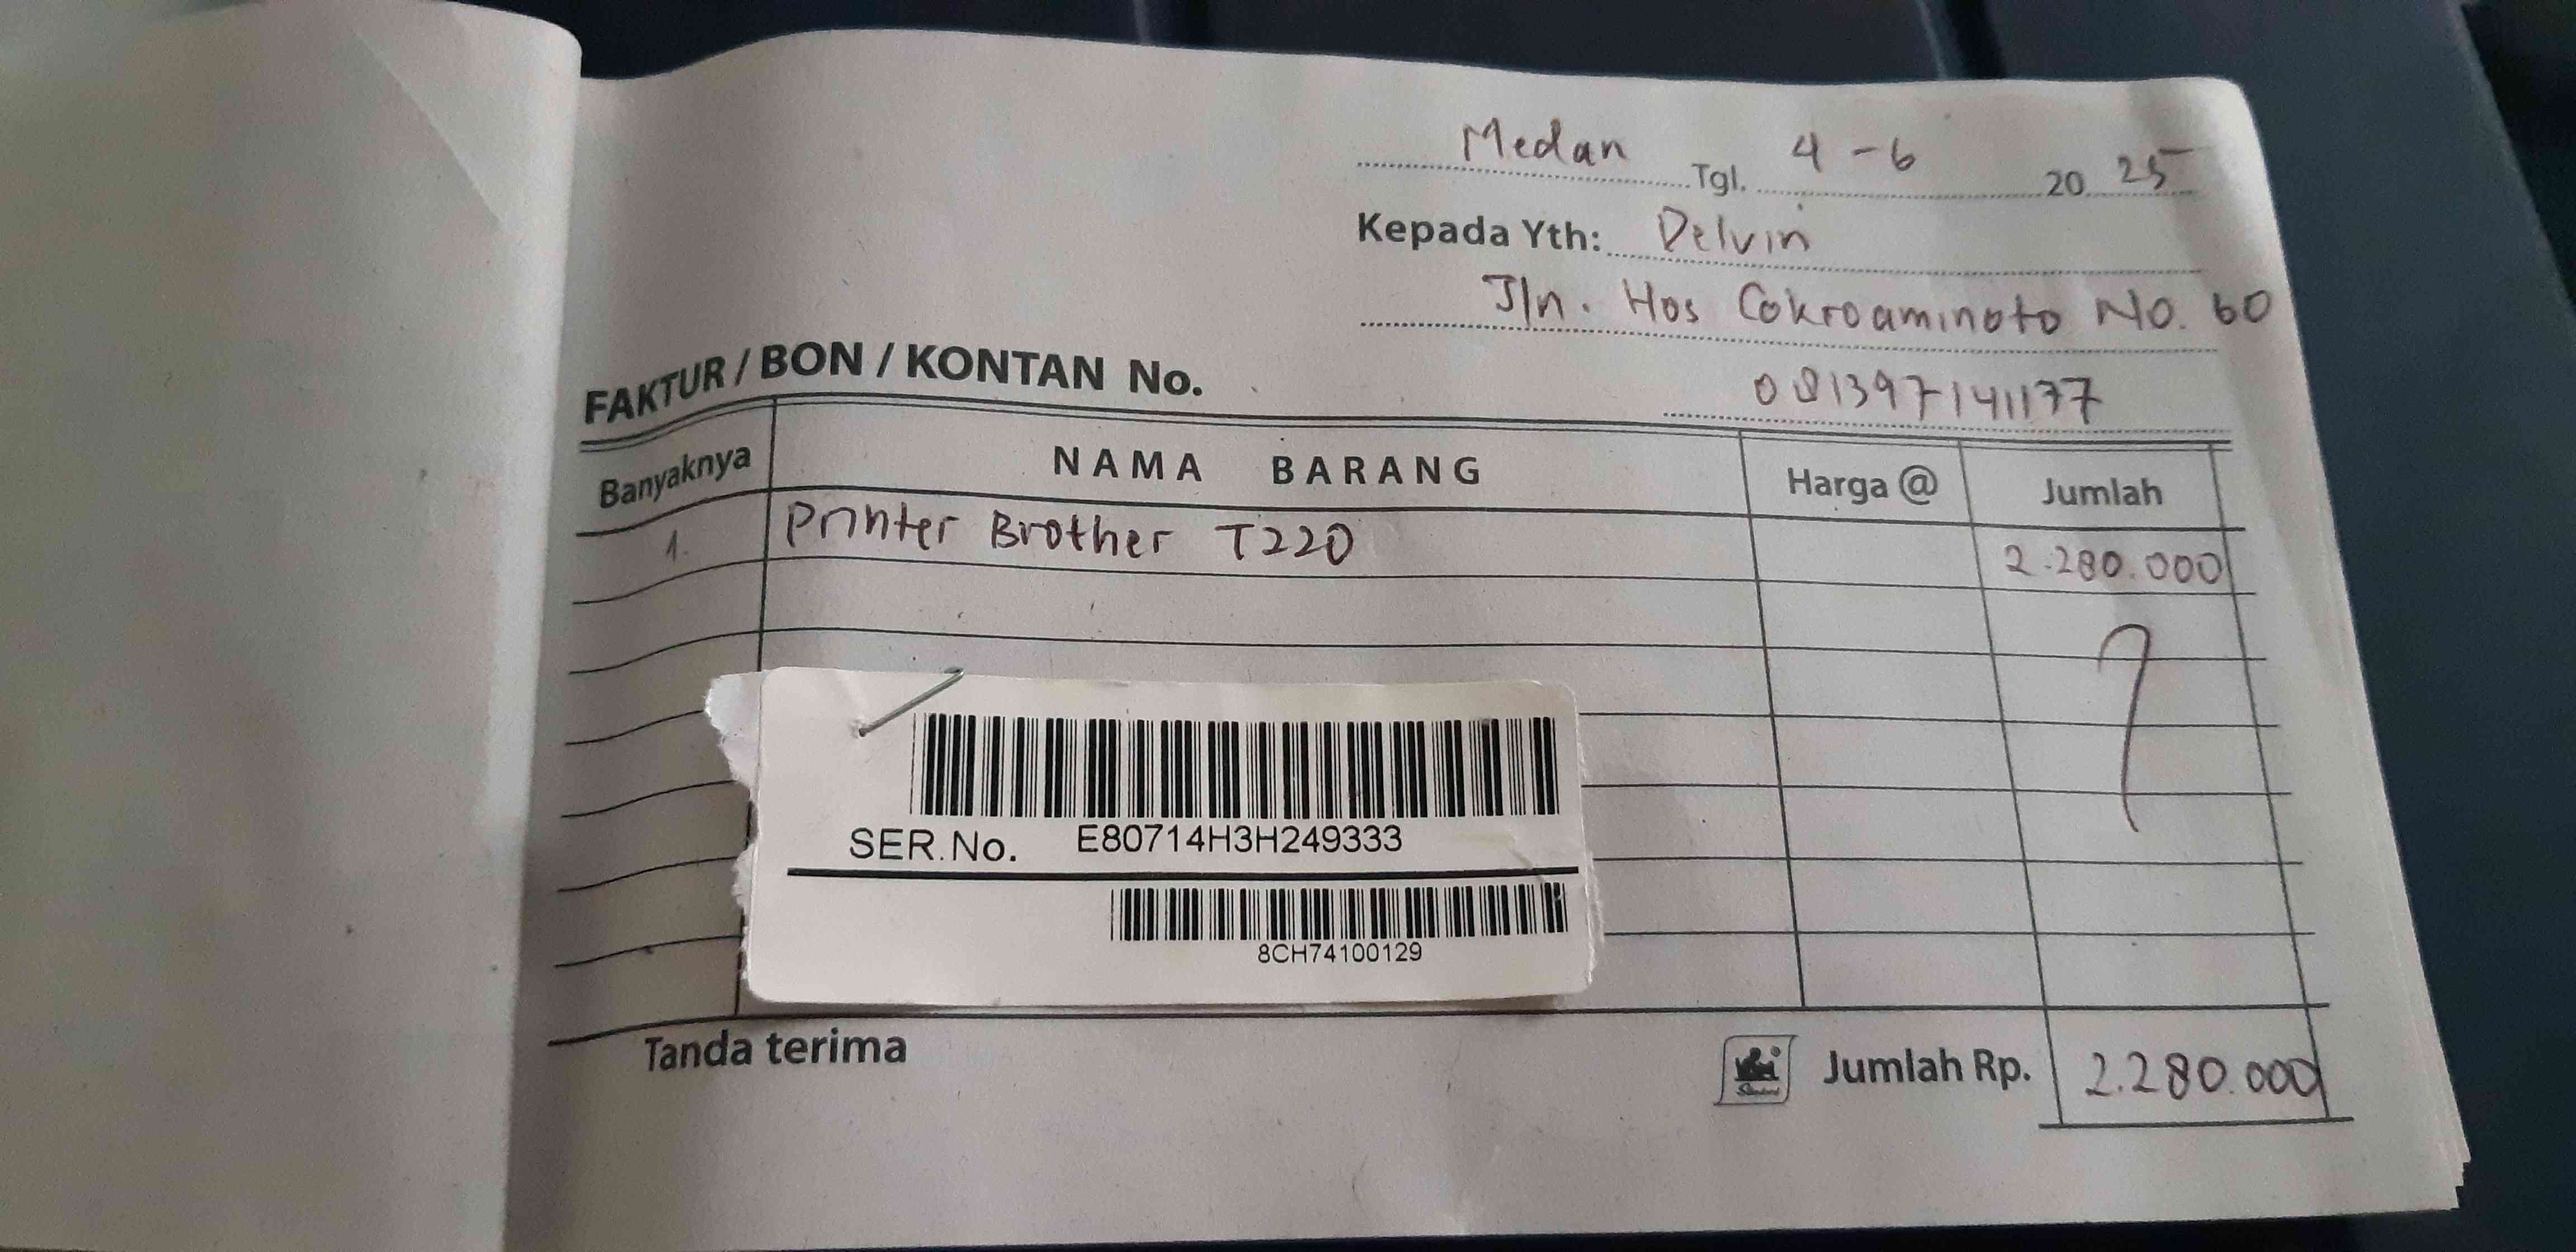 Medan Tgl. 4 - 6 20 25
Kepada Yth: Delvin
Jln. Hos Cokroaminoto No. 60
081397141177
FAKTUR / BON / KONTAN No.
Banyaknya NAMA BARANG Harga @ Jumlah
1. Printer Brother T220 2.280.000
SER.No. E80714H3H249333
8CH74100129
Tanda terima Jumlah Rp. 2.280.000